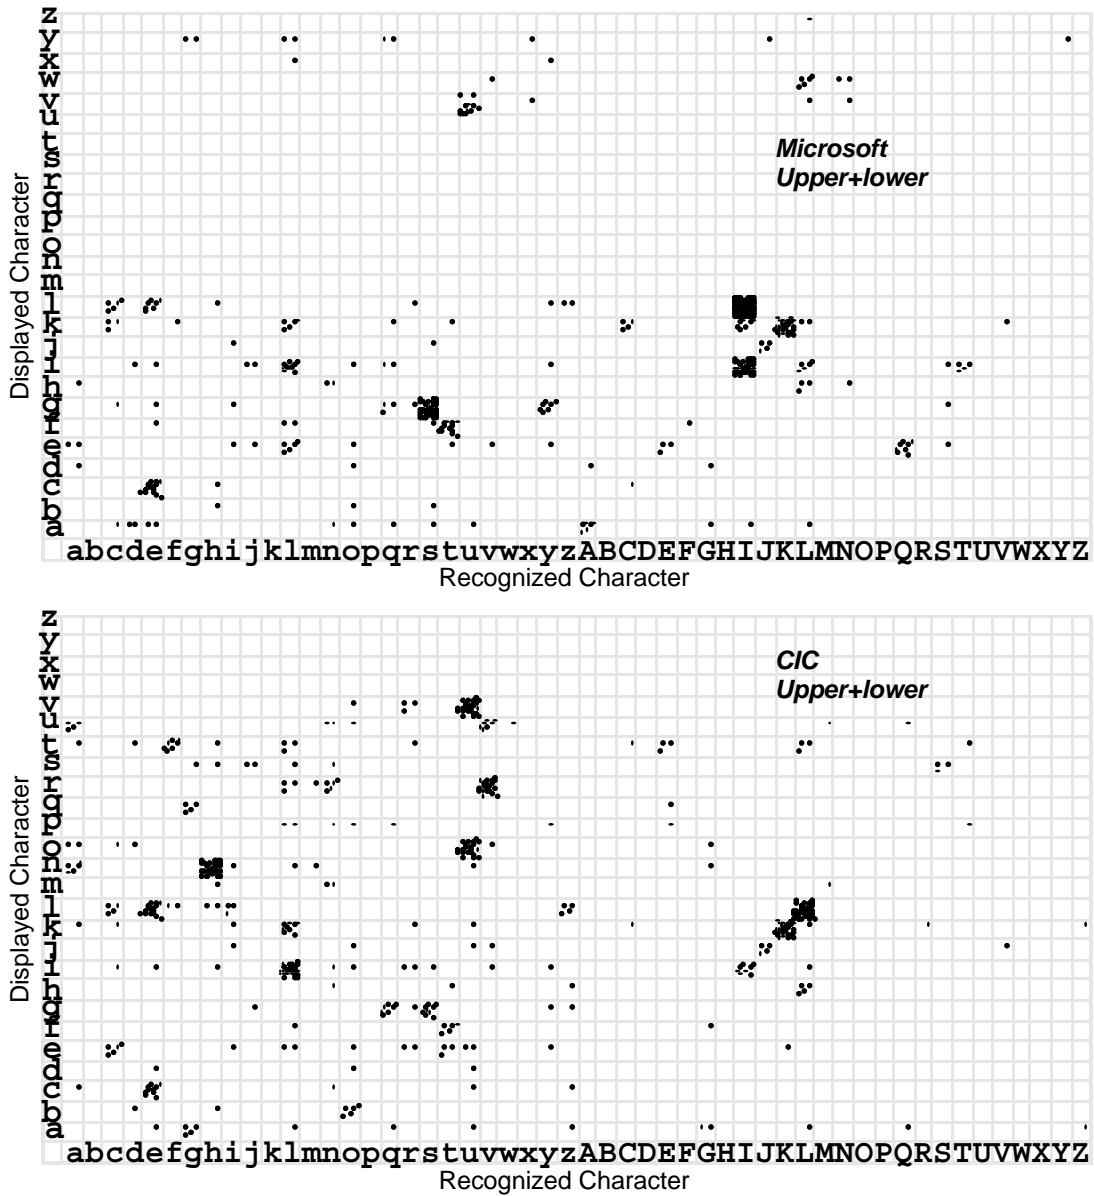 z
y
x
w
v
u
t
s
r
q
p
o
n
m
l
k
j
i
h
g
f
e
d
c
b
a
Displayed Character
Microsoft
Upper+lower
abcdefghijklmnopqrstuvwxyzABCDEFGHIJKLMNOPQRSTUVWXYZ
Recognized Character
z
y
x
w
v
u
t
s
r
q
p
o
n
m
l
k
j
i
h
g
f
e
d
c
b
a
Displayed Character
CIC
Upper+lower
abcdefghijklmnopqrstuvwxyzABCDEFGHIJKLMNOPQRSTUVWXYZ
Recognized Character